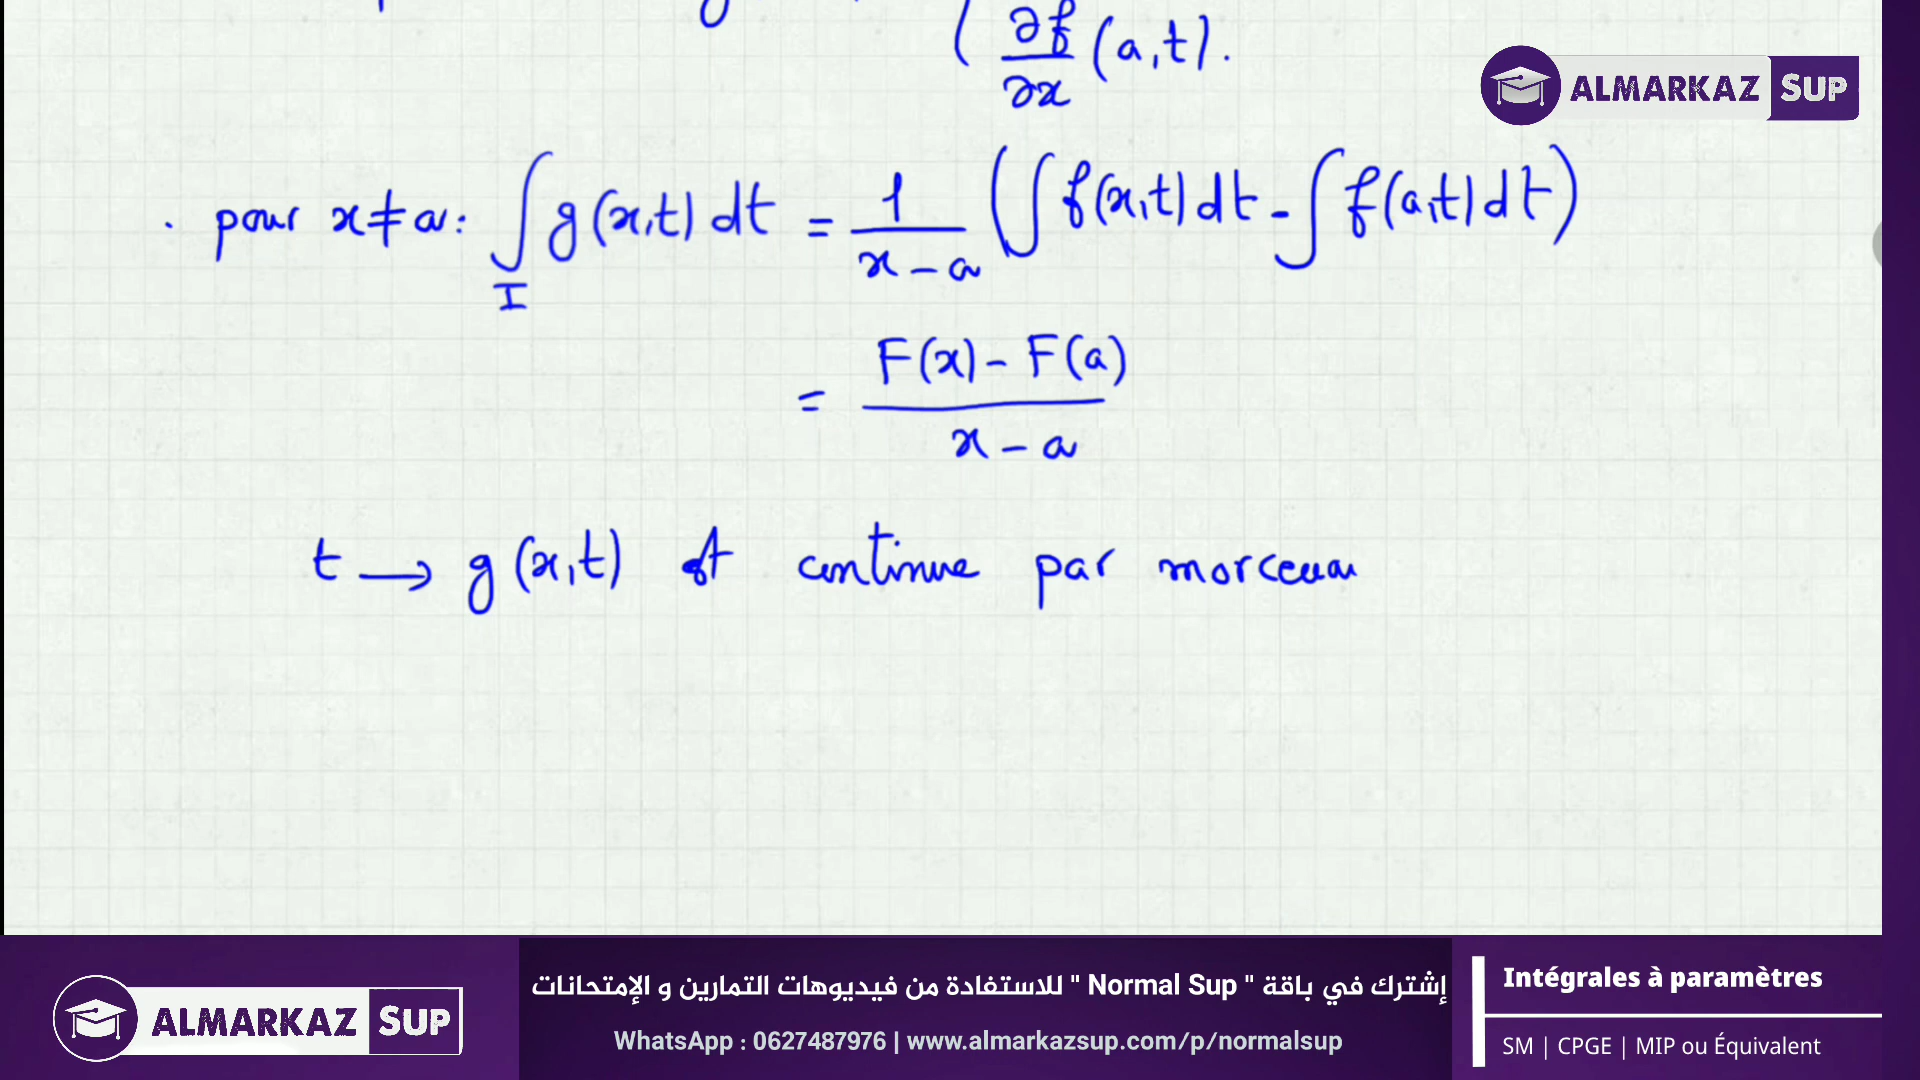 ∂f/∂x (a,t).
ALMARKAZ SUP
. pour x≠a: ∫_I g(x,t) dt = 1/(x-a) (∫f(x,t)dt - ∫f(a,t)dt)
= (F(x) - F(a))/(x-a)
t → g(x,t) est continue par morceau
ALMARKAZ SUP
إشترك في باقة " Normal Sup " للاستفادة من فيديوهات التمارين و الإمتحانات
WhatsApp : 0627487976 | www.almarkazsup.com/p/normalsup
Intégrales à paramètres
SM | CPGE | MIP ou Équivalent